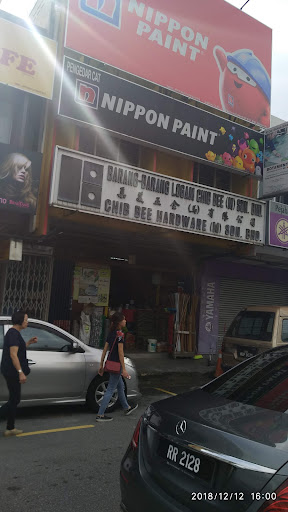 NIPPON
PAINT
FE
PENGEDAR CAT
NIPPON PAINT
BARANG-BARANG LOGAM CHIB BEE (M) SDN. BHD.
CHIB BEE HARDWARE (M) SDN. BHD.
YAMAHA
RR 2128
2018/12/12 16:00